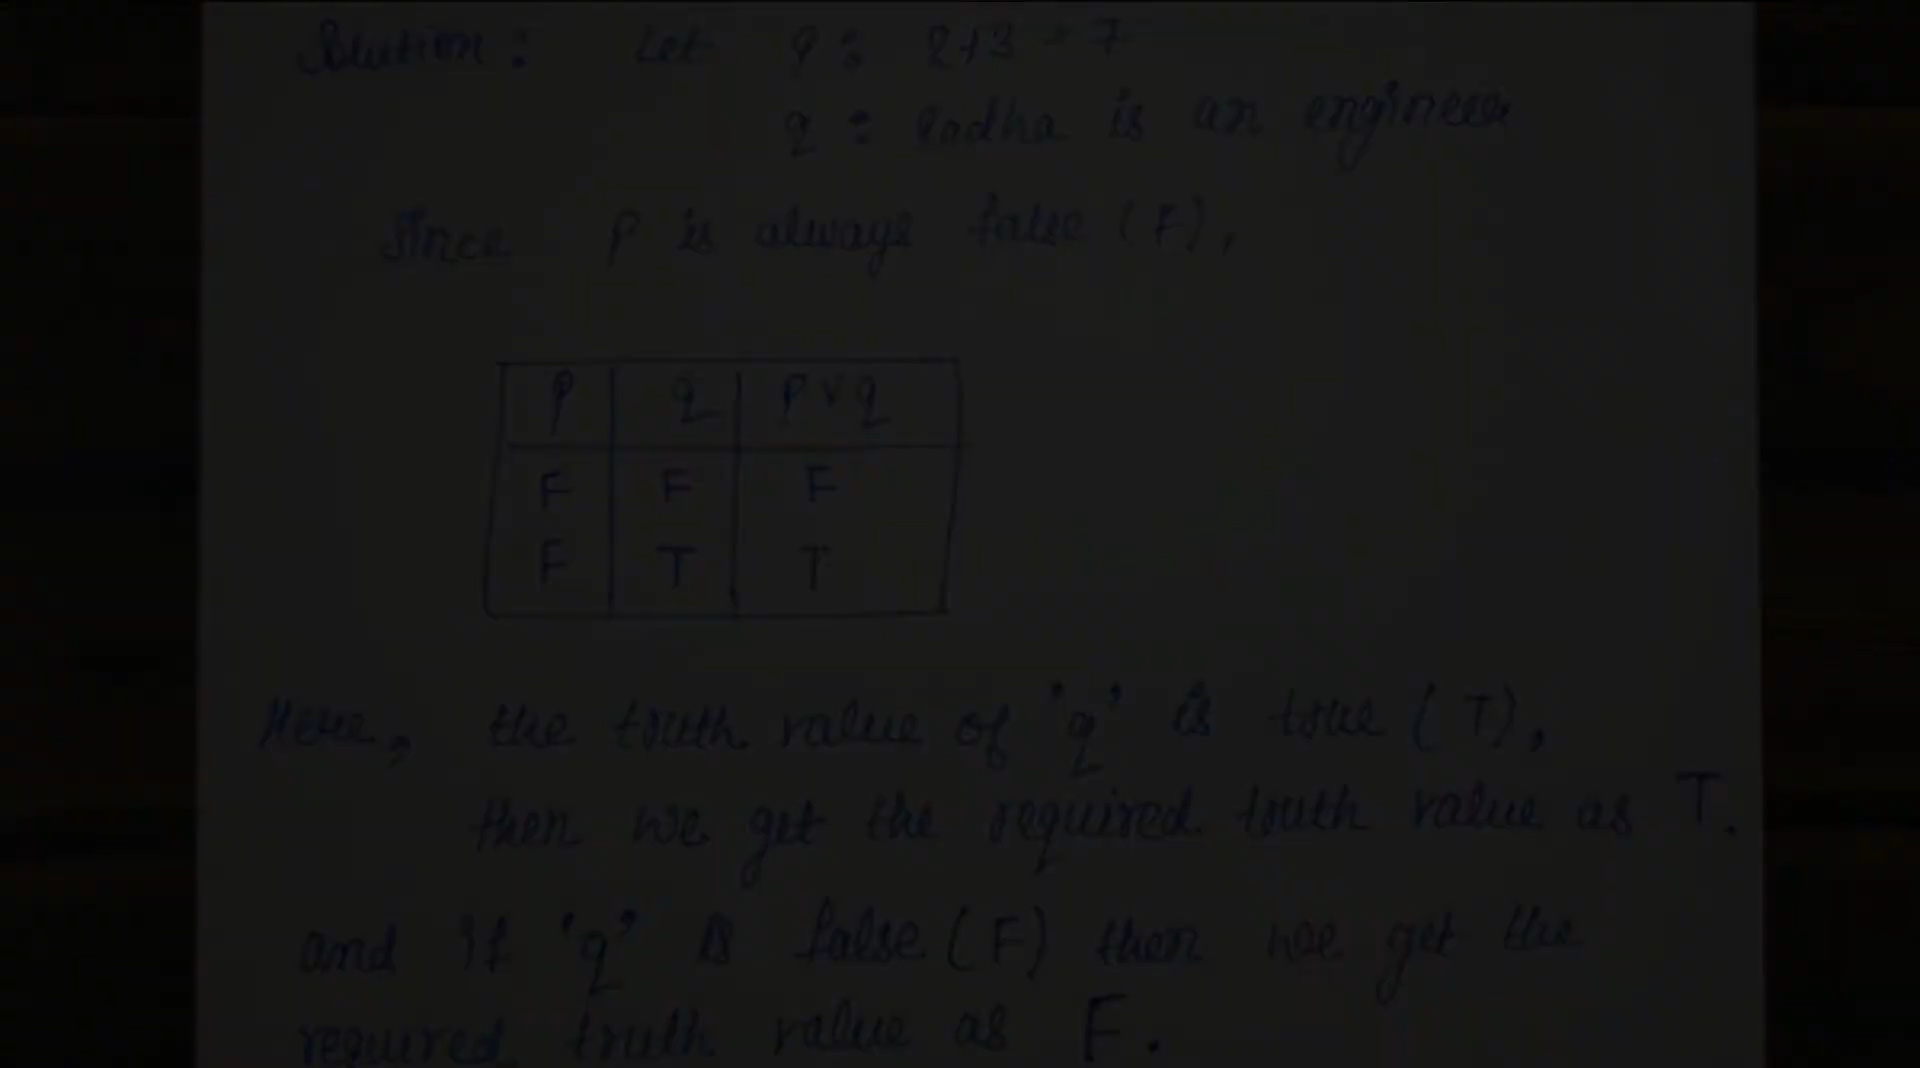 Solution : Let P : 2+3 = 7
q : Radha is an engineer
Since P is always false (F),
P q P v q
F F F
F T T
Here, the truth value of 'q' is true (T),
then we get the required truth value as T.
and if 'q' is false (F) then we get the
required truth value as F.